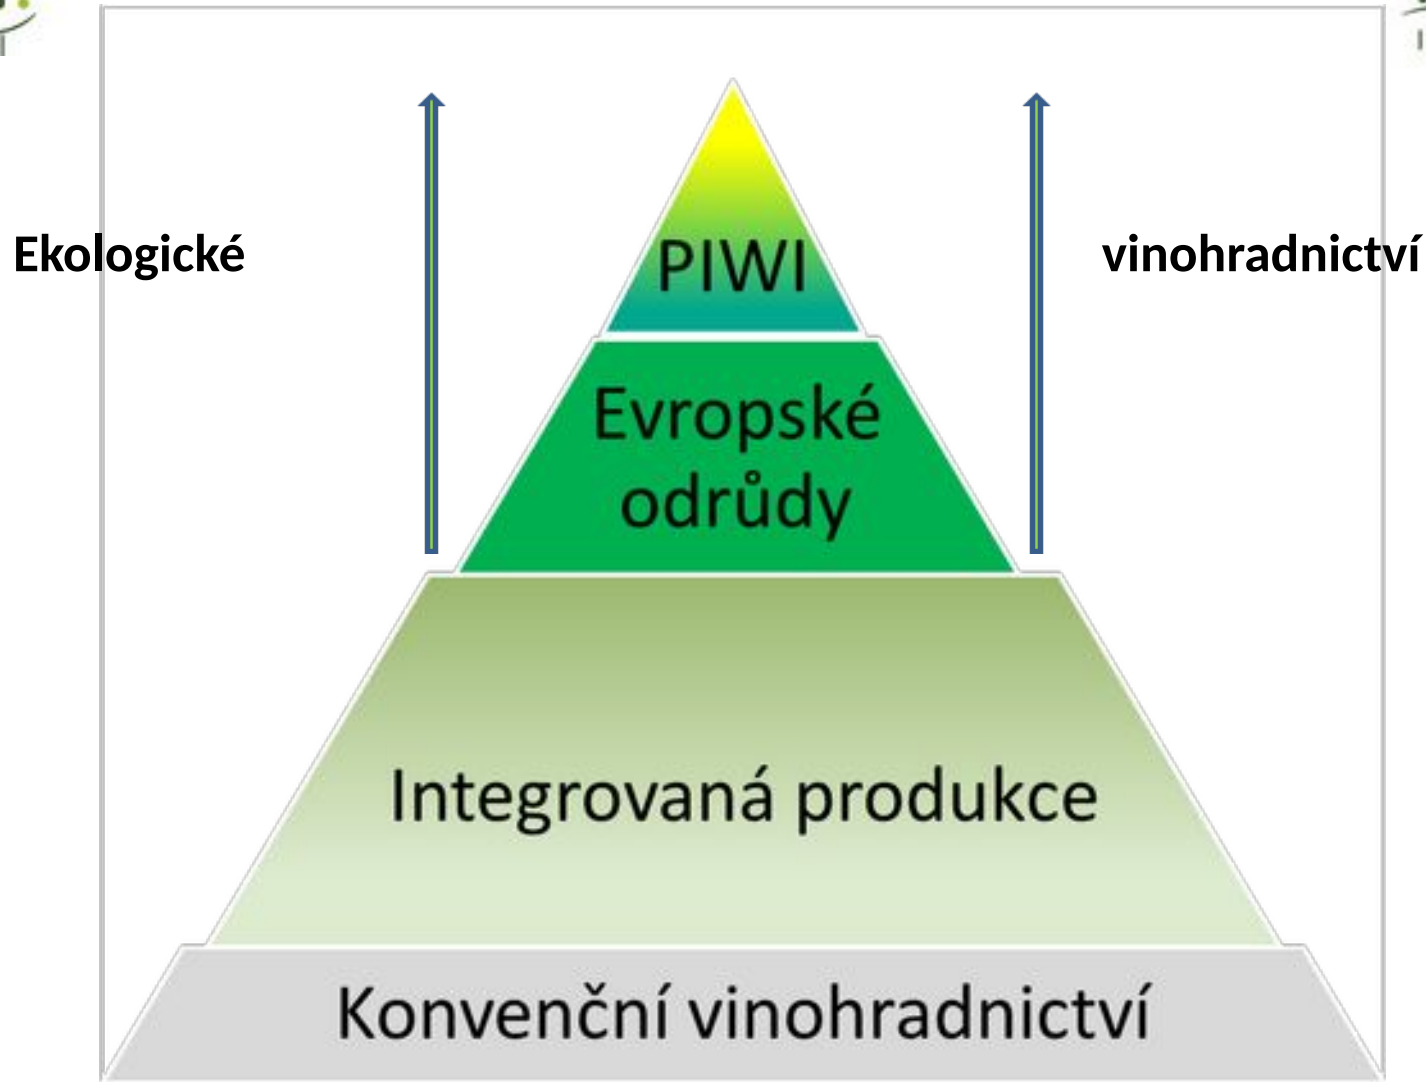 Ekologické
vinohradnictví
PIWI
Evropské
odrůdy
Integrovaná produkce
Konvenční vinohradnictví